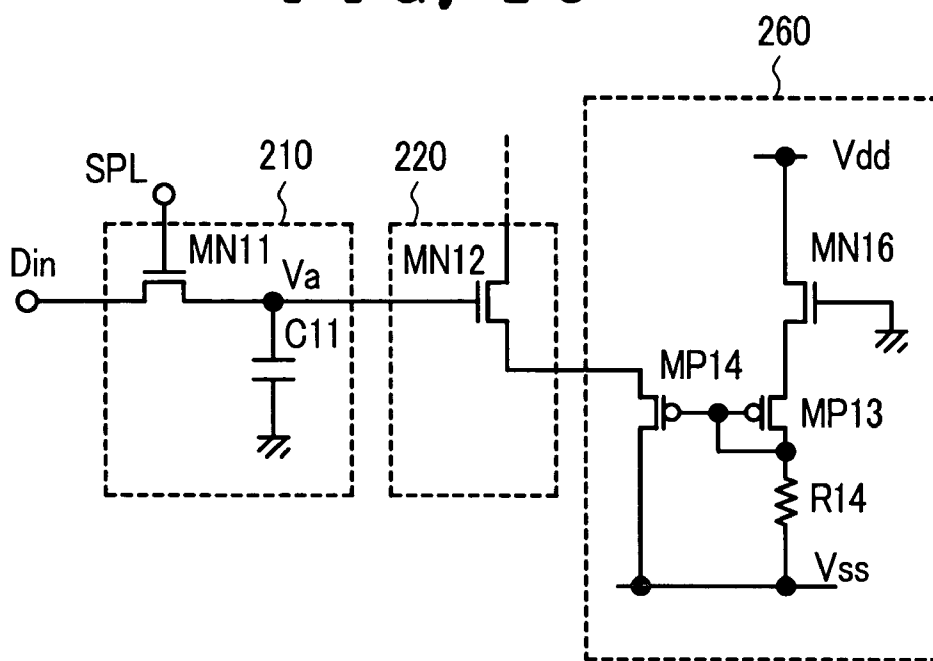 260
SPL
210
220
Vdd
Din
MN11
Va
MN12
MN16
C11
MP14
MP13
R14
Vss